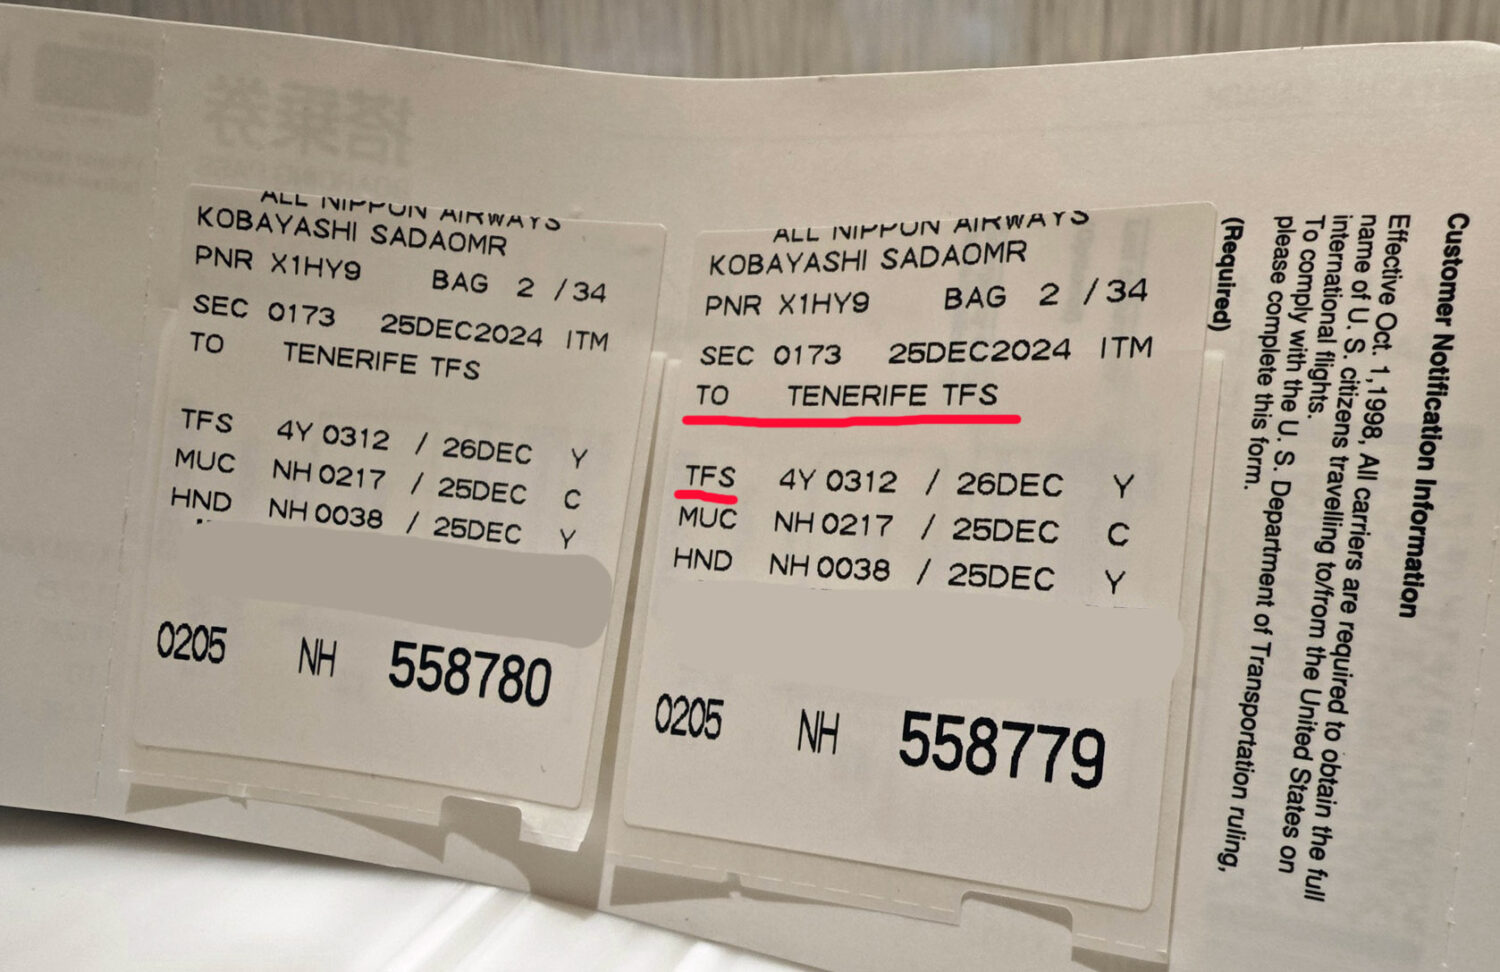 ALL NIPPON AIRWAYS
KOBAYASHI SADAOMR
PNR X1HY9 BAG 2 /34
SEC 0173 25DEC2024 ITM
TO TENERIFE TFS
TFS 4Y 0312 / 26DEC Y
MUC NH 0217 / 25DEC C
HND NH 0038 / 25DEC Y
0205 NH 558780
ALL NIPPON AIRWAYS
KOBAYASHI SADAOMR
PNR X1HY9 BAG 2 /34
SEC 0173 25DEC2024 ITM
TO TENERIFE TFS
TFS 4Y 0312 / 26DEC Y
MUC NH 0217 / 25DEC C
HND NH 0038 / 25DEC Y
0205 NH 558779
Customer Notification Information
Effective Oct. 1,1998, All carriers are required to obtain the full
name of U. S. citizens travelling to/from the United States on
international flights.
To comply with the U. S. Department of Transportation ruling,
please complete this form.
(Required)
搭乗券